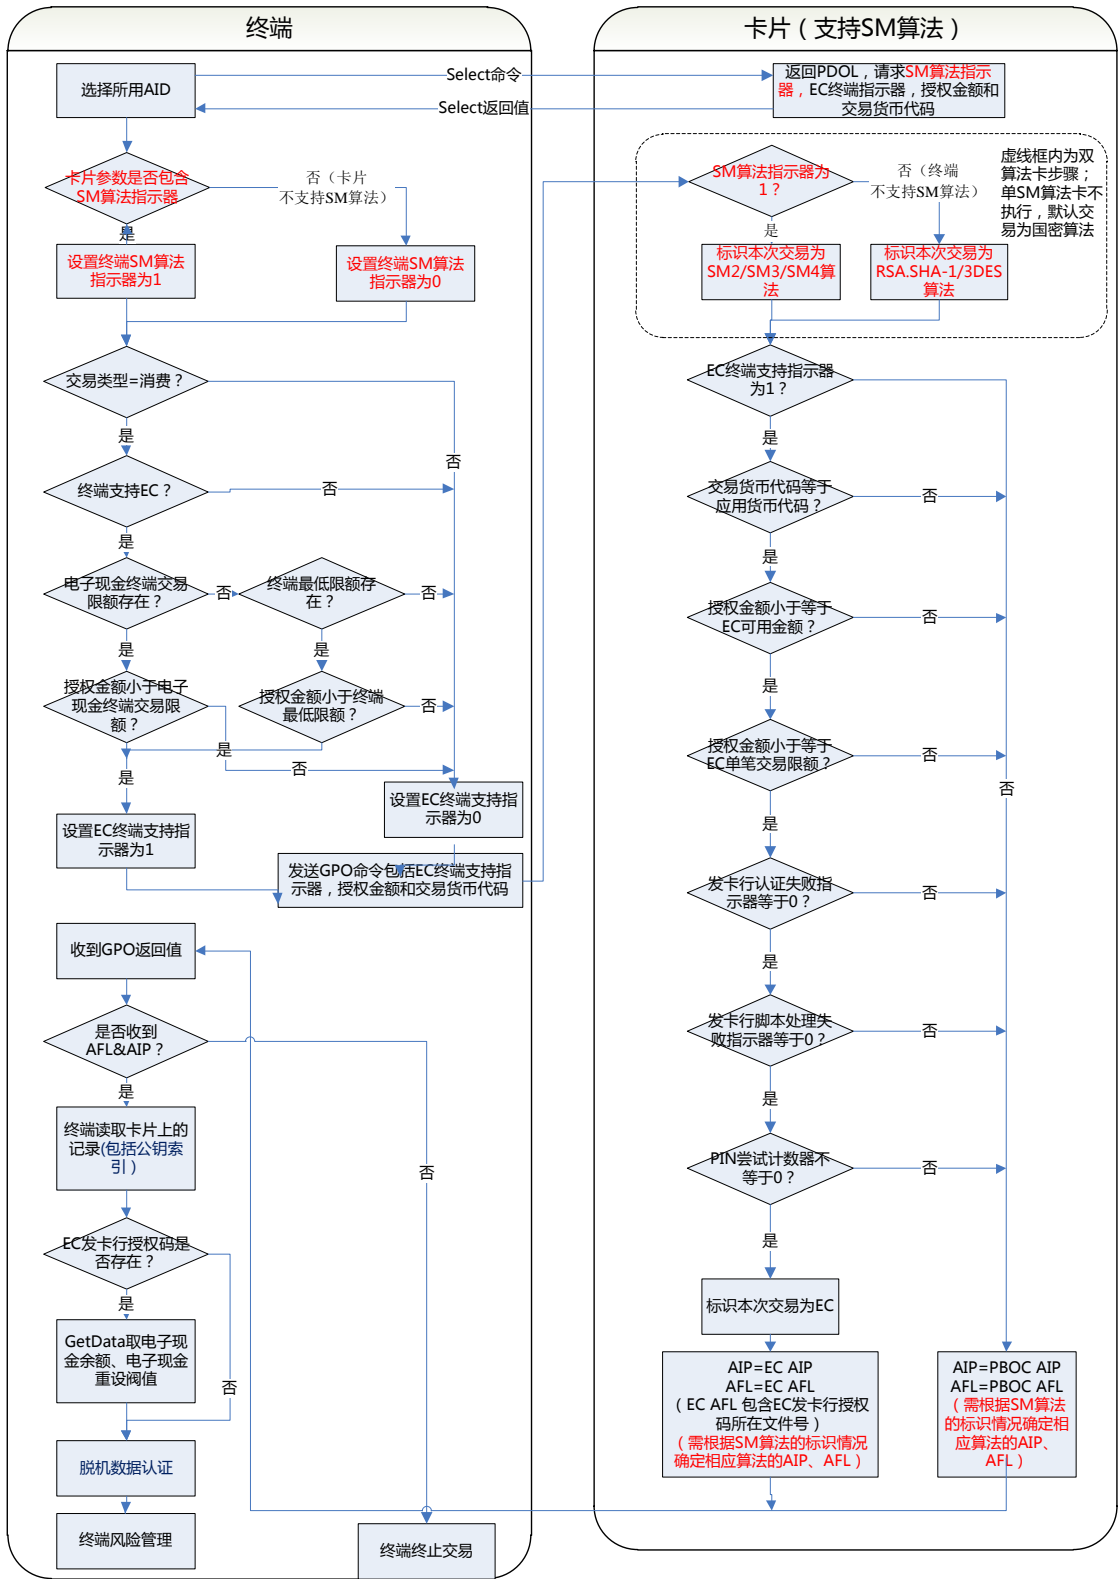 终端
选择所用AID
Select命令
Select返回值
卡片参数是否包含
SM算法指示器
否（卡片
不支持SM算法）
是
设置终端SM算法
指示器为1
设置终端SM算法
指示器为0
交易类型=消费？
是
否
终端支持EC？
否
是
电子现金终端交易
限额存在？
否
终端最低限额存
在？
否
是
是
授权金额小于电子
现金终端交易限
额？
授权金额小于终端
最低限额？
否
是
否
是
设置EC终端支持指
示器为0
设置EC终端支持指
示器为1
发送GPO命令包括EC终端支持指
示器，授权金额和交易货币代码
收到GPO返回值
是否收到
AFL&AIP？
是
终端读取卡片上的
记录(包括公钥索
引）
否
EC发卡行授权码是
否存在？
是
GetData取电子现
金余额、电子现金
重设阀值
否
脱机数据认证
终端风险管理
终端终止交易
卡片（支持SM算法）
返回PDOL，请求SM算法指示
器，EC终端指示器，授权金额和
交易货币代码
SM算法指示器为
1？
否（终端
不支持SM算法）
虚线框内为双
算法卡步骤；
单SM算法卡不
执行，默认交
易为国密算法
是
标识本次交易为
SM2/SM3/SM4算
法
标识本次交易为
RSA.SHA-1/3DES
算法
EC终端支持指示器
为1？
是
交易货币代码等于
应用货币代码？
否
是
授权金额小于等于
EC可用金额？
否
是
授权金额小于等于
EC单笔交易限额？
否
否
是
发卡行认证失败指
示器等于0？
否
是
发卡行脚本处理失
败指示器等于0？
否
是
PIN尝试计数器不
等于0？
否
是
标识本次交易为EC
AIP=EC AIP
AFL=EC AFL
（EC AFL 包含EC发卡行授权
码所在文件号）
（需根据SM算法的标识情况
确定相应算法的AIP、AFL）
AIP=PBOC AIP
AFL=PBOC AFL
（需根据SM算法
的标识情况确定相
应算法的AIP、
AFL）